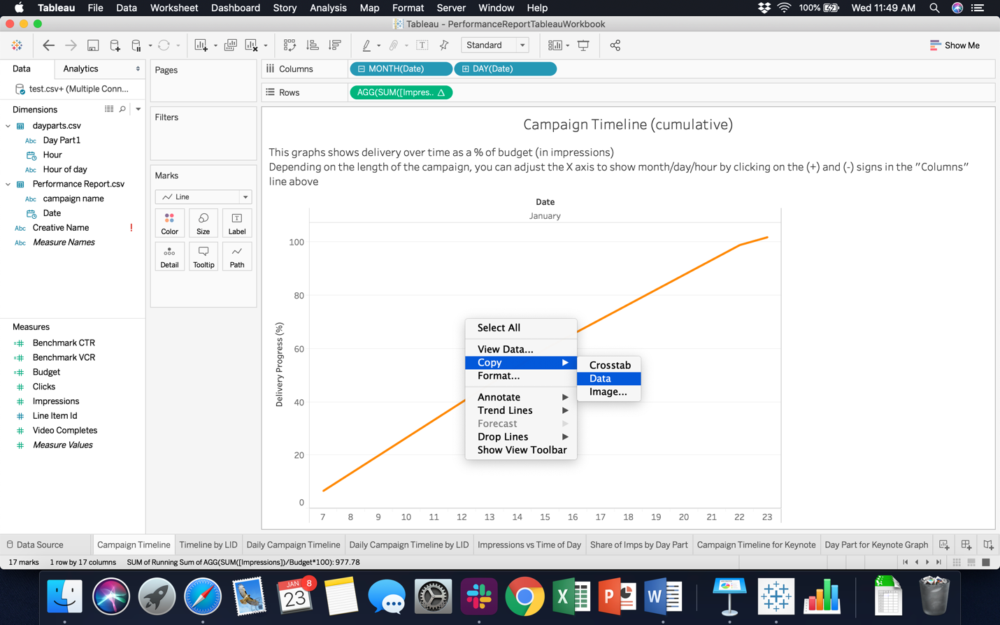 Tableau File Data Worksheet Dashboard Story Analysis Map Format Server Window Help 100% Wed 11:49 AM
Tableau - PerformanceReportTableauWorkbook
Standard
Show Me
Data Analytics
test.csv+ (Multiple Conn...
Dimensions
dayparts.csv
Abc Day Part1
Hour
Abc Hour of day
Performance Report.csv
Abc campaign name
Date
Abc Creative Name !
Abc Measure Names
Measures
=# Benchmark CTR
=# Benchmark VCR
=# Budget
# Clicks
# Impressions
# Line Item Id
# Video Completes
# Measure Values
Pages
Filters
Marks
Line
Color Size Label
Detail Tooltip Path
Columns MONTH(Date) DAY(Date)
Rows AGG(SUM([Impres.. Δ
Campaign Timeline (cumulative)
This graphs shows delivery over time as a % of budget (in impressions)
Depending on the length of the campaign, you can adjust the X axis to show month/day/hour by clicking on the (+) and (-) signs in the "Columns"
line above
Date
January
Delivery Progress (%)
100
80
60
40
20
0
7 8 9 10 11 12 13 14 15 16 17 18 19 20 21 22 23
Select All
View Data...
Copy
Format...
Annotate
Trend Lines
Forecast
Drop Lines
Show View Toolbar
Crosstab
Data
Image...
Data Source Campaign Timeline Timeline by LID Daily Campaign Timeline Daily Campaign Timeline by LID Impressions vs Time of Day Share of Imps by Day Part Campaign Timeline for Keynote Day Part for Keynote Graph
17 marks 1 row by 17 columns SUM of Running Sum of AGG(SUM([Impressions])/Budget*100): 977.78
JAN 8
23
X
P
W